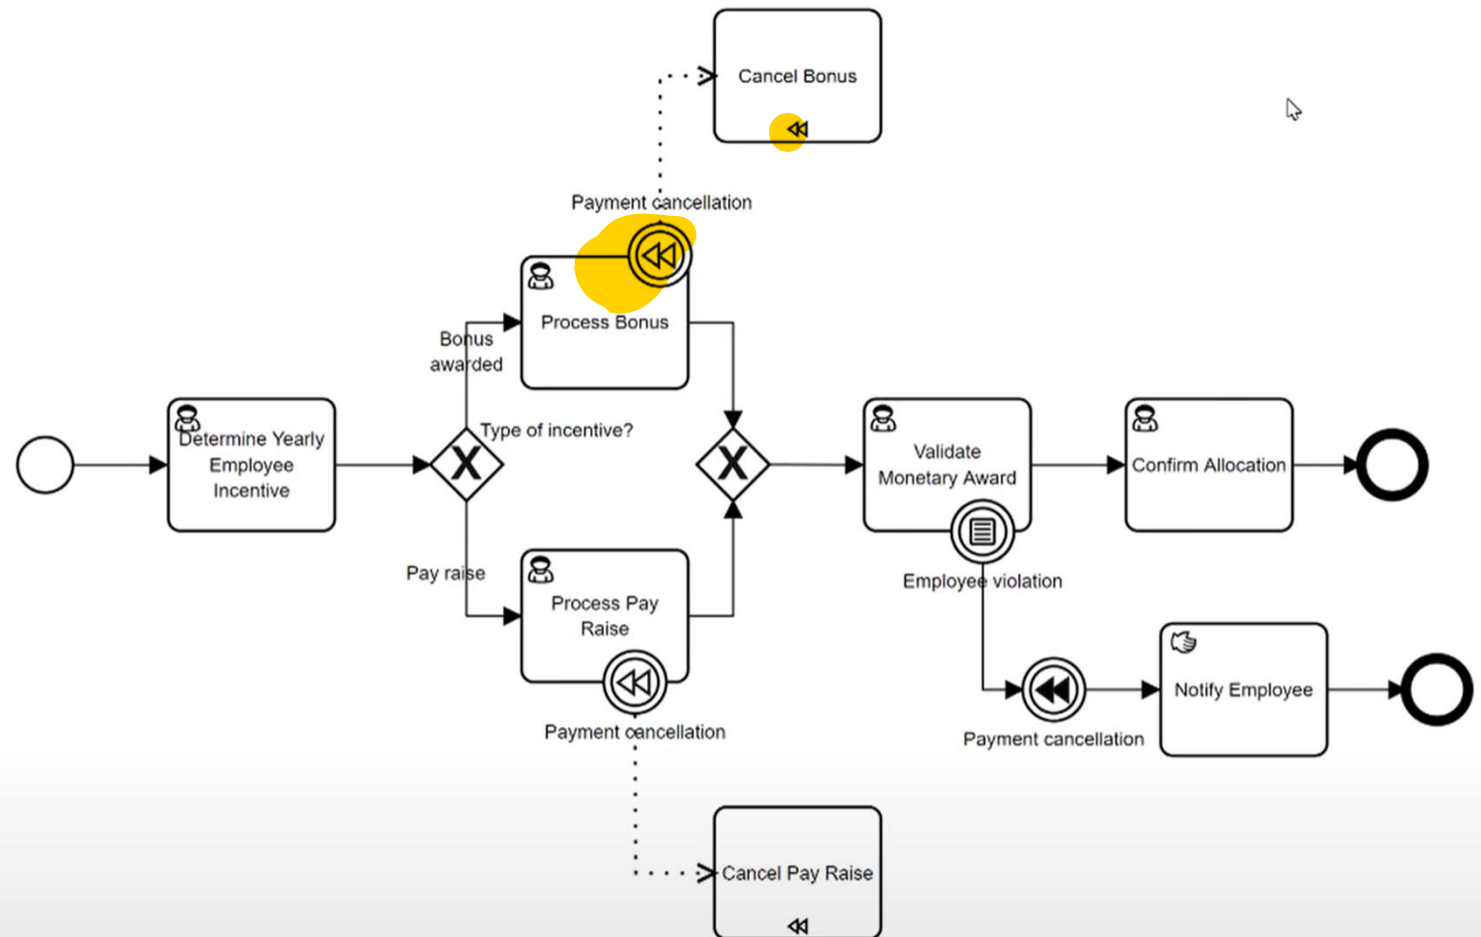 Cancel Bonus
Payment cancellation
Process Bonus
Bonus
awarded
Type of incentive?
Determine Yearly
Employee
Incentive
X
X
Validate
Monetary Award
Confirm Allocation
Pay raise
Process Pay
Raise
Employee violation
Notify Employee
Payment cancellation
Payment cancellation
Cancel Pay Raise